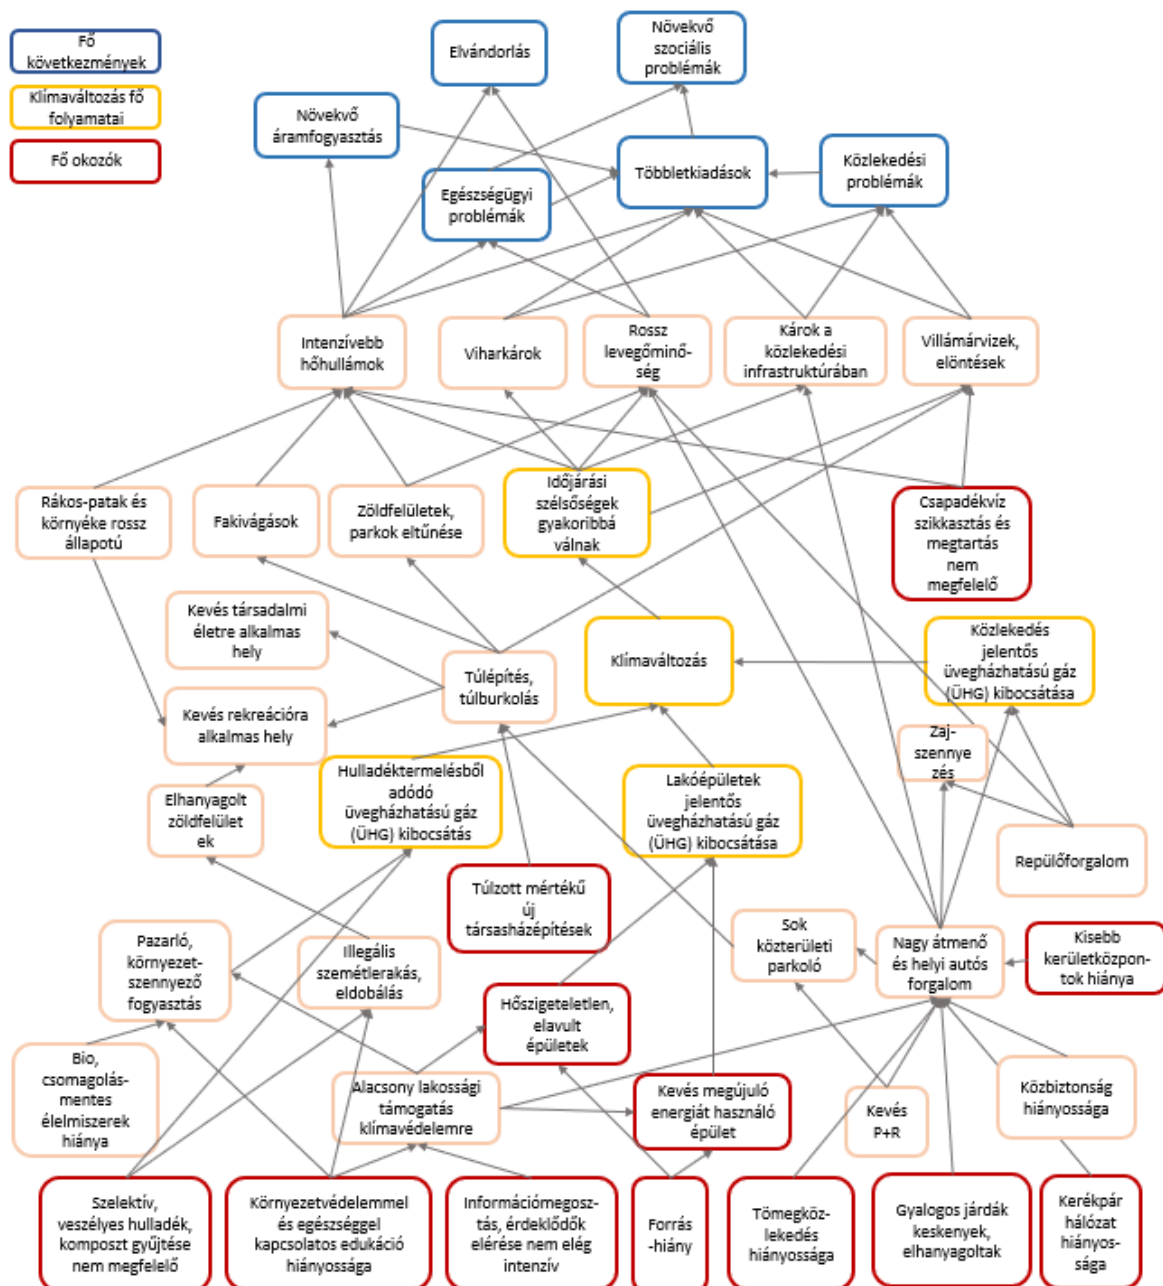 Fő
következmények
Klímaváltozás fő
folyamatai
Fő okozók
Elvándorlás
Növekvő
szociális
problémák
Növekvő
áramfogyasztás
Egészségügyi
problémák
Többletkiadások
Közlekedési
problémák
Intenzívebb
hőhullámok
Viharkárok
Rossz
levegőminő-
ség
Károk a
közlekedési
infrastruktúrában
Villámárvizek,
elöntések
Rákos-patak és
környéke rossz
állapotú
Fakivágások
Zöldfelületek,
parkok eltűnése
Időjárási
szélsőségek
gyakoribbá
válnak
Csapadékvíz
szikkasztás és
megtartás
nem
megfelelő
Kevés társadalmi
életre alkalmas
hely
Túlépítés,
túlburkolás
Klímaváltozás
Közlekedés
jelentős
üvegházhatású gáz
(ÜHG) kibocsátása
Kevés rekreációra
alkalmas hely
Zaj-
szennye
zés
Elhanyagolt
zöldfelület
ek
Hulladéktermelésből
adódó
üvegházhatású gáz
(ÜHG) kibocsátás
Lakóépületek
jelentős
üvegházhatású gáz
(ÜHG) kibocsátása
Repülőforgalom
Túlzott mértékű
új
társasházépítések
Pazarló,
környezet-
szennyező
fogyasztás
Illegális
szemétlerakás,
eldobálás
Sok
közterületi
parkoló
Nagy átmenő
és helyi autós
forgalom
Kisebb
kerületközpon-
tok hiánya
Hőszigeteletlen,
elavult
épületek
Bio,
csomagolás-
mentes
élelmiszerek
hiánya
Alacsony lakossági
támogatás
klímavédelemre
Kevés megújuló
energiát használó
épület
Kevés
P+R
Közbiztonság
hiányossága
Szelektív,
veszélyes hulladék,
komposzt gyűjtése
nem megfelelő
Környezetvédelemmel
és egészséggel
kapcsolatos edukáció
hiányossága
Információmegosz-
tás, érdeklődők
elérése nem elég
intenzív
Forrás
-hiány
Tömegköz-
lekedés
hiányossága
Gyalogos járdák
keskenyek,
elhanyagoltak
Kerékpár
hálózat
hiányos-
sága